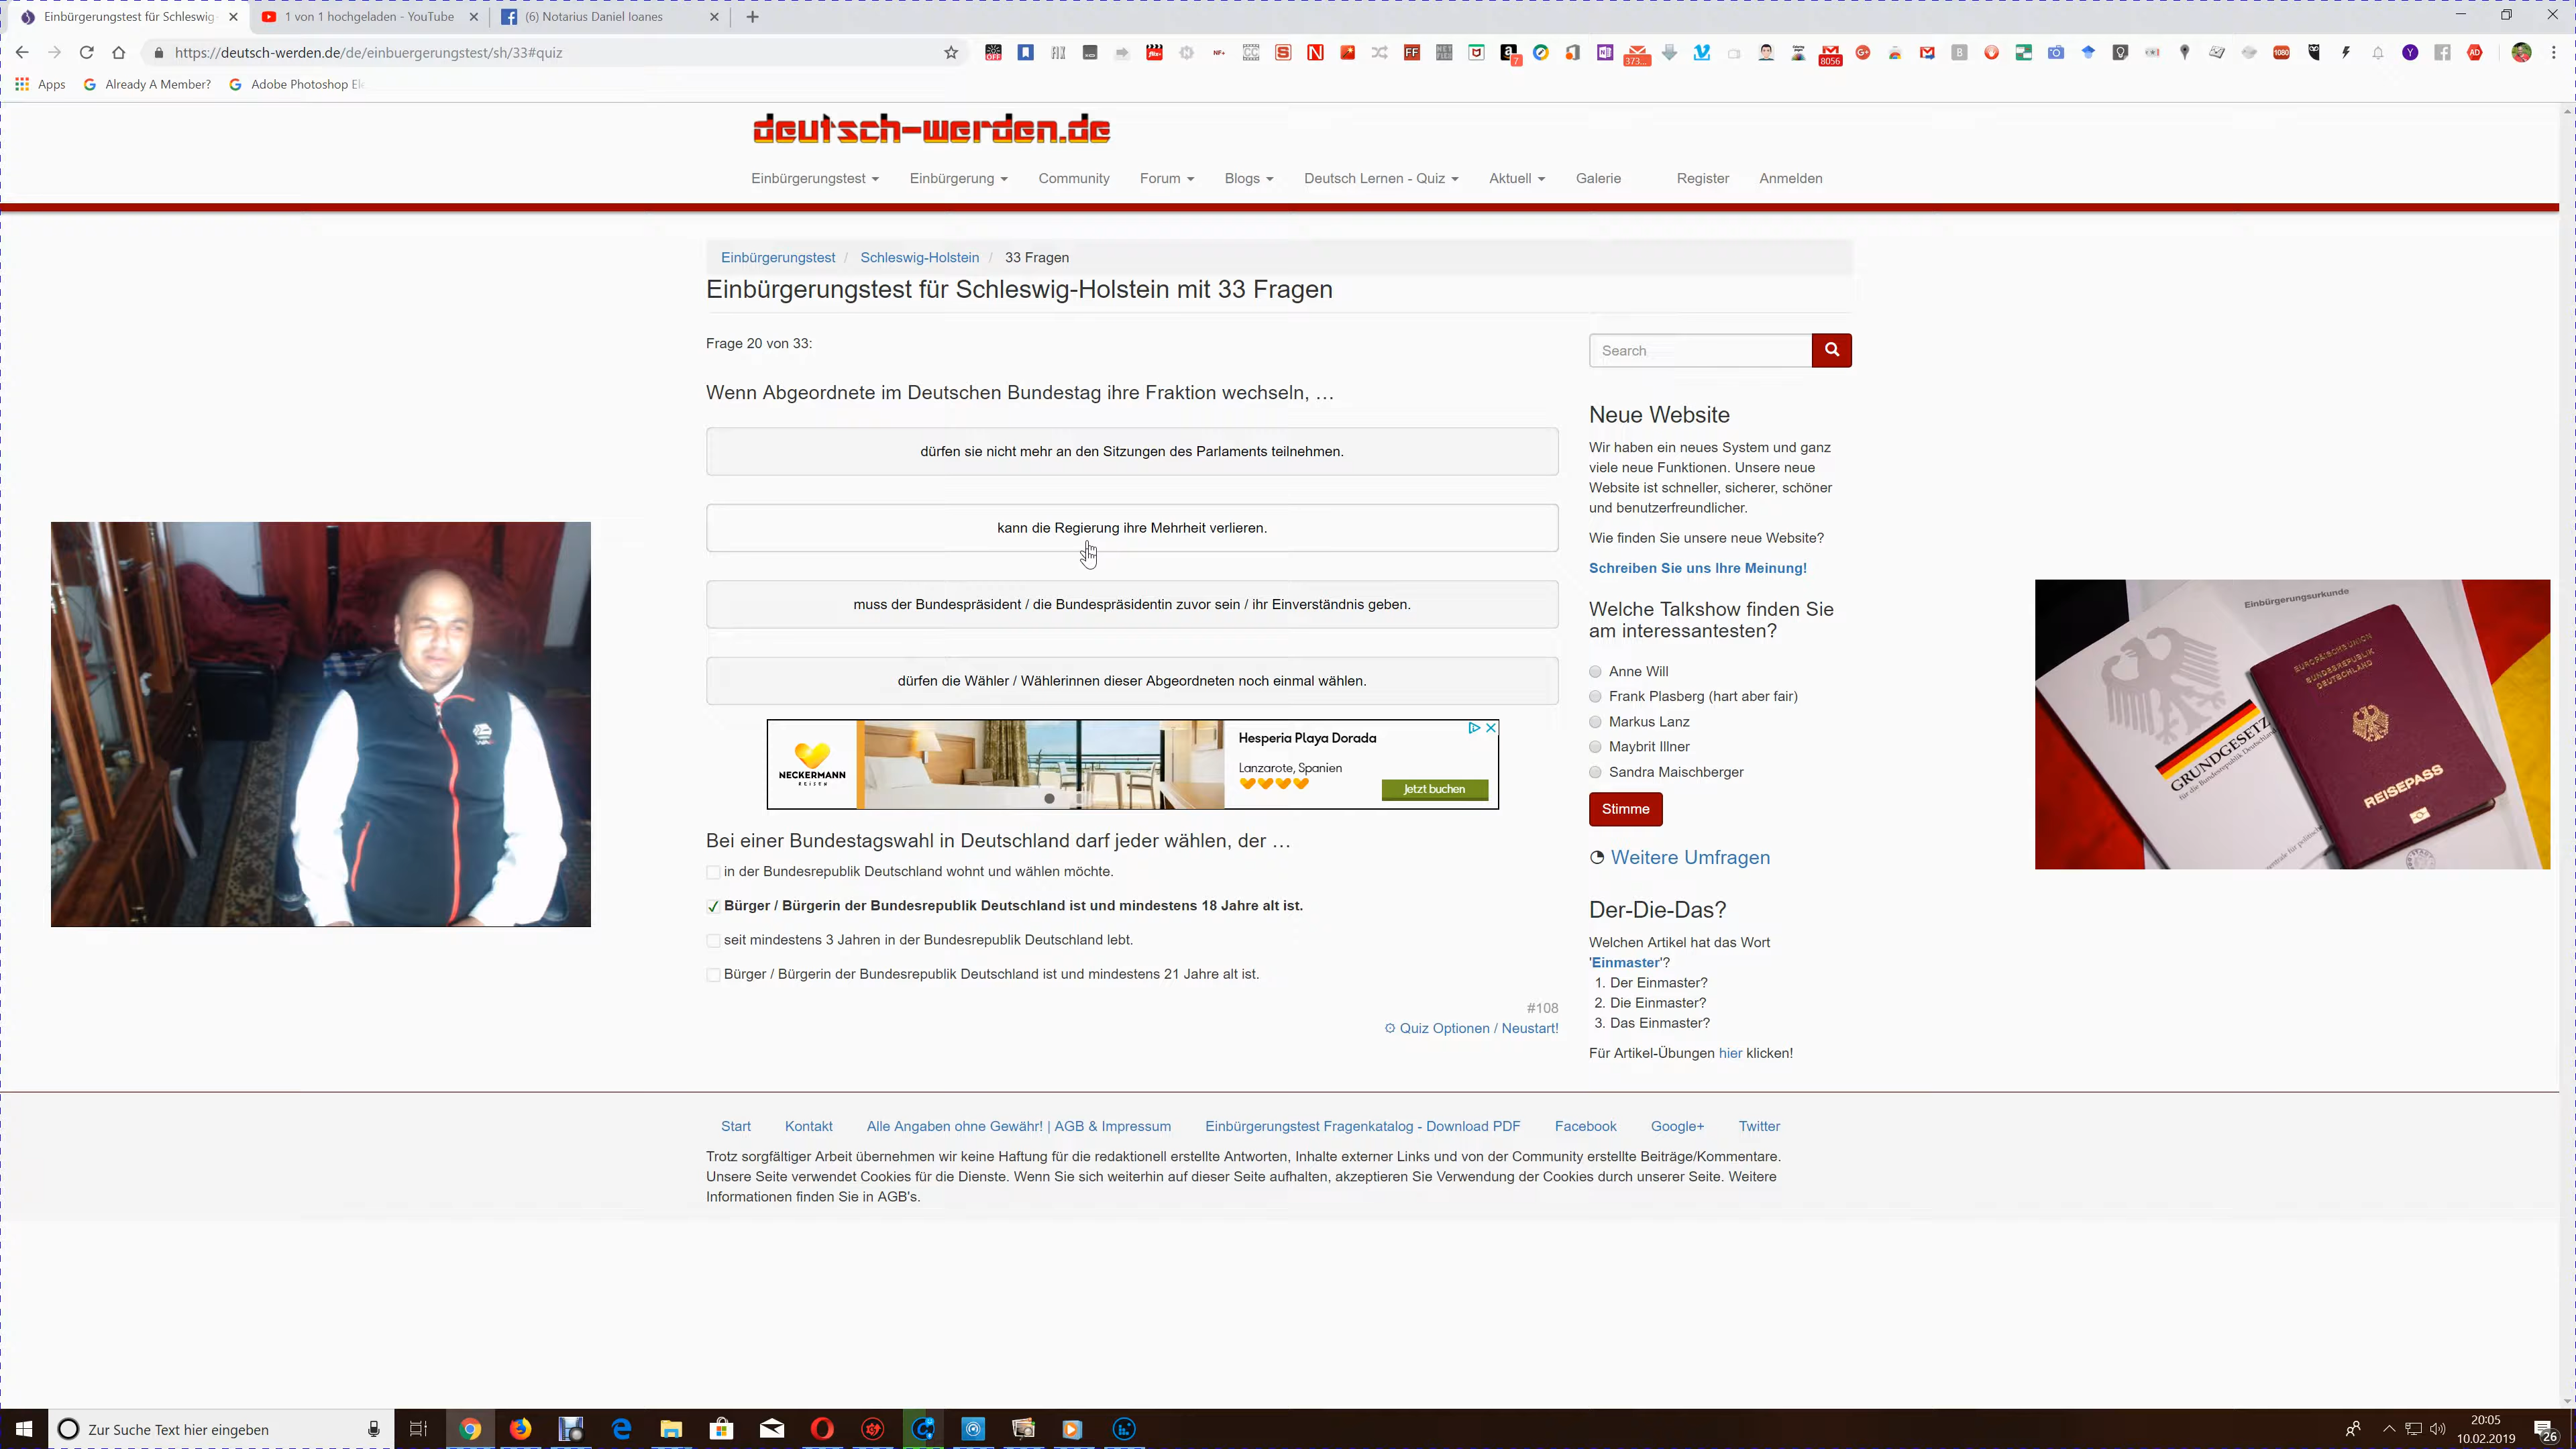 Einbürgerungstest für Schleswig-
1 von 1 hochgeladen - YouTube
(6) Notarius Daniel Ioanes
https://deutsch-werden.de/de/einbuergerungstest/sh/33#quiz
Apps
Already A Member?
Adobe Photoshop Ele
deutsch-werden.de
Einbürgerungstest Einbürgerung Community Forum Blogs Deutsch Lernen - Quiz Aktuell Galerie Register Anmelden
Einbürgerungstest / Schleswig-Holstein / 33 Fragen
Einbürgerungstest für Schleswig-Holstein mit 33 Fragen
Frage 20 von 33:
Wenn Abgeordnete im Deutschen Bundestag ihre Fraktion wechseln, …
dürfen sie nicht mehr an den Sitzungen des Parlaments teilnehmen.
kann die Regierung ihre Mehrheit verlieren.
muss der Bundespräsident / die Bundespräsidentin zuvor sein / ihr Einverständnis geben.
dürfen die Wähler / Wählerinnen dieser Abgeordneten noch einmal wählen.
NECKERMANN
REISEN
Hesperia Playa Dorada
Lanzarote, Spanien
Jetzt buchen
Bei einer Bundestagswahl in Deutschland darf jeder wählen, der …
in der Bundesrepublik Deutschland wohnt und wählen möchte.
Bürger / Bürgerin der Bundesrepublik Deutschland ist und mindestens 18 Jahre alt ist.
seit mindestens 3 Jahren in der Bundesrepublik Deutschland lebt.
Bürger / Bürgerin der Bundesrepublik Deutschland ist und mindestens 21 Jahre alt ist.
#108
Quiz Optionen / Neustart!
Search
Neue Website
Wir haben ein neues System und ganz
viele neue Funktionen. Unsere neue
Website ist schneller, sicherer, schöner
und benutzerfreundlicher.
Wie finden Sie unsere neue Website?
Schreiben Sie uns Ihre Meinung!
Welche Talkshow finden Sie
am interessantesten?
Anne Will
Frank Plasberg (hart aber fair)
Markus Lanz
Maybrit Illner
Sandra Maischberger
Stimme
Weitere Umfragen
Der-Die-Das?
Welchen Artikel hat das Wort
'Einmaster'?
1. Der Einmaster?
2. Die Einmaster?
3. Das Einmaster?
Für Artikel-Übungen hier klicken!
Einbürgerungsurkunde
GRUNDGESETZ
für die Bundesrepublik Deutschland
EUROPÄISCHE UNION
BUNDESREPUBLIK
DEUTSCHLAND
REISEPASS
Start Kontakt Alle Angaben ohne Gewähr! | AGB & Impressum Einbürgerungstest Fragenkatalog - Download PDF Facebook Google+ Twitter
Trotz sorgfältiger Arbeit übernehmen wir keine Haftung für die redaktionell erstellte Antworten, Inhalte externer Links und von der Community erstellte Beiträge/Kommentare.
Unsere Seite verwendet Cookies für die Dienste. Wenn Sie sich weiterhin auf dieser Seite aufhalten, akzeptieren Sie Verwendung der Cookies durch unserer Seite. Weitere
Informationen finden Sie in AGB's.
Zur Suche Text hier eingeben
20:05
10.02.2019
26